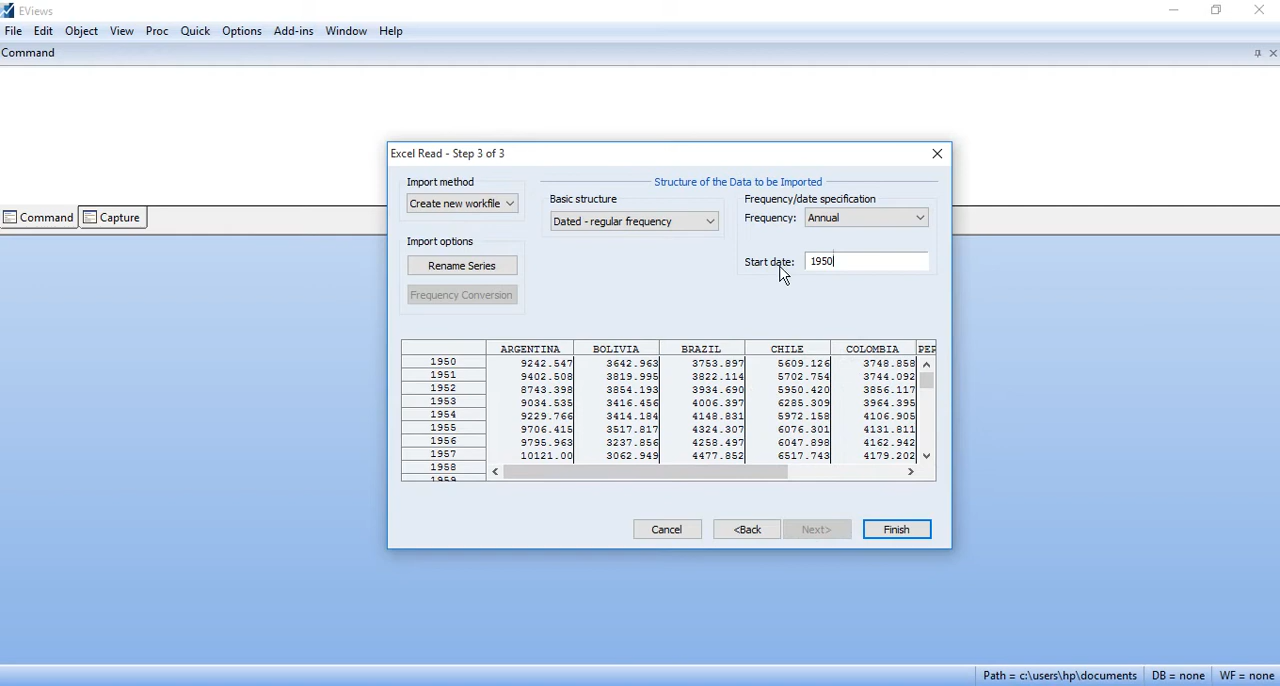 EViews
File Edit Object View Proc Quick Options Add-ins Window Help
Command
Command Capture
Excel Read - Step 3 of 3
Import method
Create new workfile
Import options
Rename Series
Frequency Conversion
Structure of the Data to be Imported
Basic structure
Dated - regular frequency
Frequency/date specification
Frequency: Annual
Start date: 1950
ARGENTINA BOLIVIA BRAZIL CHILE COLOMBIA PER
1950 9242.547 3642.963 3753.897 5609.126 3748.858
1951 9402.508 3819.995 3822.114 5702.754 3744.092
1952 8743.398 3854.193 3934.690 5950.420 3856.117
1953 9034.535 3416.456 4006.397 6285.309 3964.395
1954 9229.766 3414.184 4148.831 5972.158 4106.905
1955 9706.415 3517.817 4324.307 6076.301 4131.811
1956 9795.963 3237.856 4258.497 6047.898 4162.942
1957 10121.00 3062.949 4477.852 6517.743 4179.202
1958
1959
Cancel <Back Next> Finish
Path = c:\users\hp\documents DB = none WF = none